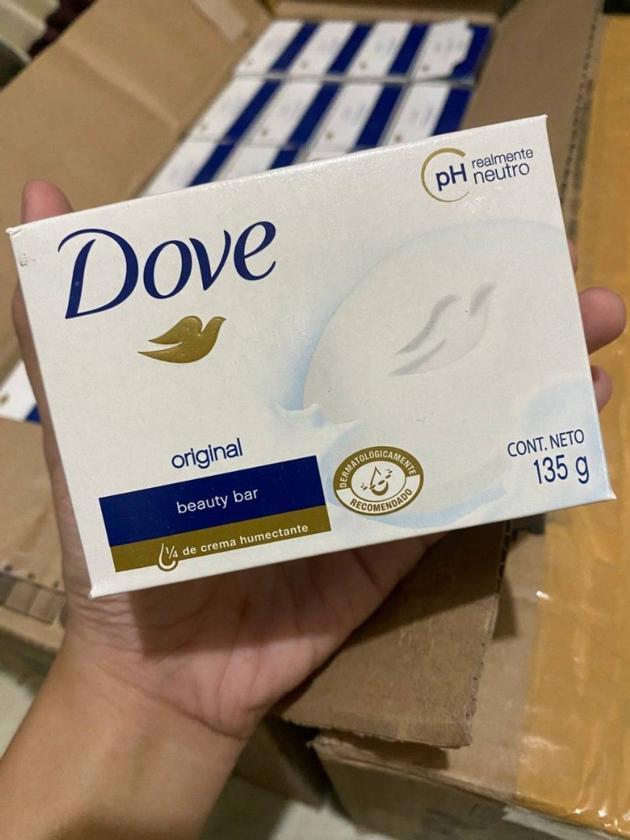 pH realmente
neutro
Dove
original
beauty bar
1/4 de crema humectante
DERMATOLÓGICAMENTE
RECOMENDADO
CONT. NETO
135 g